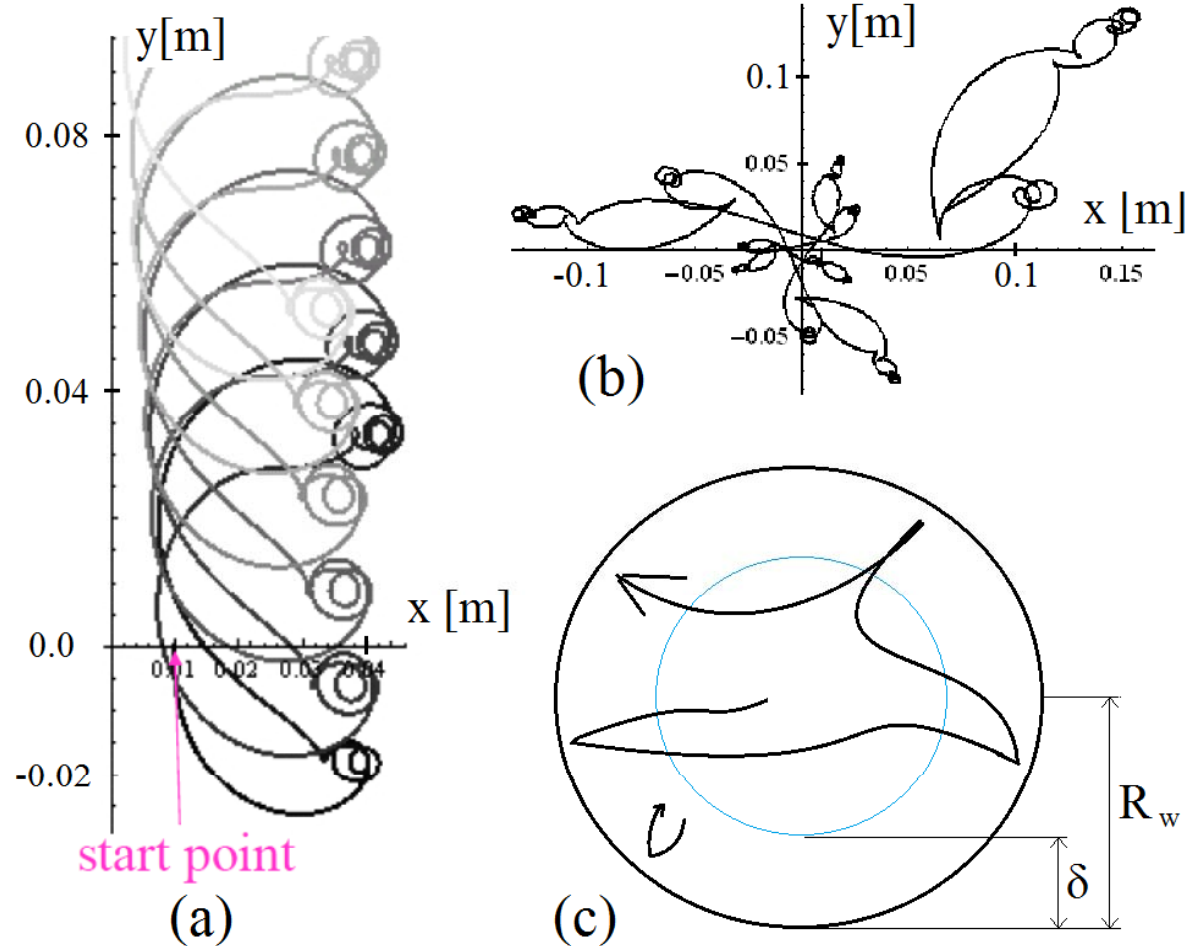 y[m]
0.08
0.04
0.0
-0.02
0.01 0.02 0.03 0.04
x [m]
start point
(a)
y[m]
0.1
0.05
x [m]
-0.1 -0.05 0.05 0.1 0.15
-0.05
(b)
R w
δ
(c)